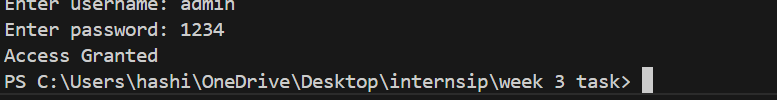 Enter username: admin
Enter password: 1234
Access Granted
PS C:\Users\hashi\OneDrive\Desktop\internsip\week 3 task>